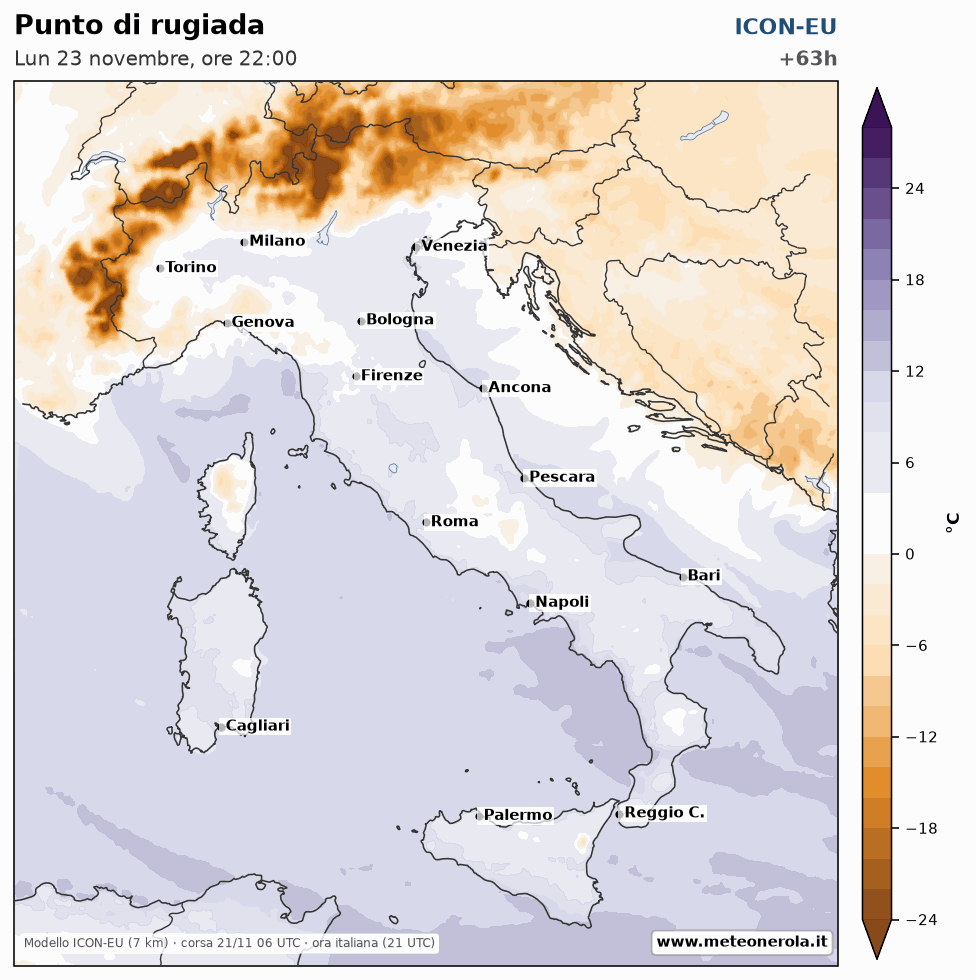 Punto di rugiada
ICON-EU
Lun 23 novembre, ore 22:00
+63h
Milano
Venezia
Torino
Genova
Bologna
Firenze
Ancona
Pescara
Roma
Bari
Napoli
Cagliari
Palermo
Reggio C.
24
18
12
6
0
−6
−12
−18
−24
°C
Modello ICON-EU (7 km) · corsa 21/11 06 UTC · ora italiana (21 UTC)
www.meteonerola.it